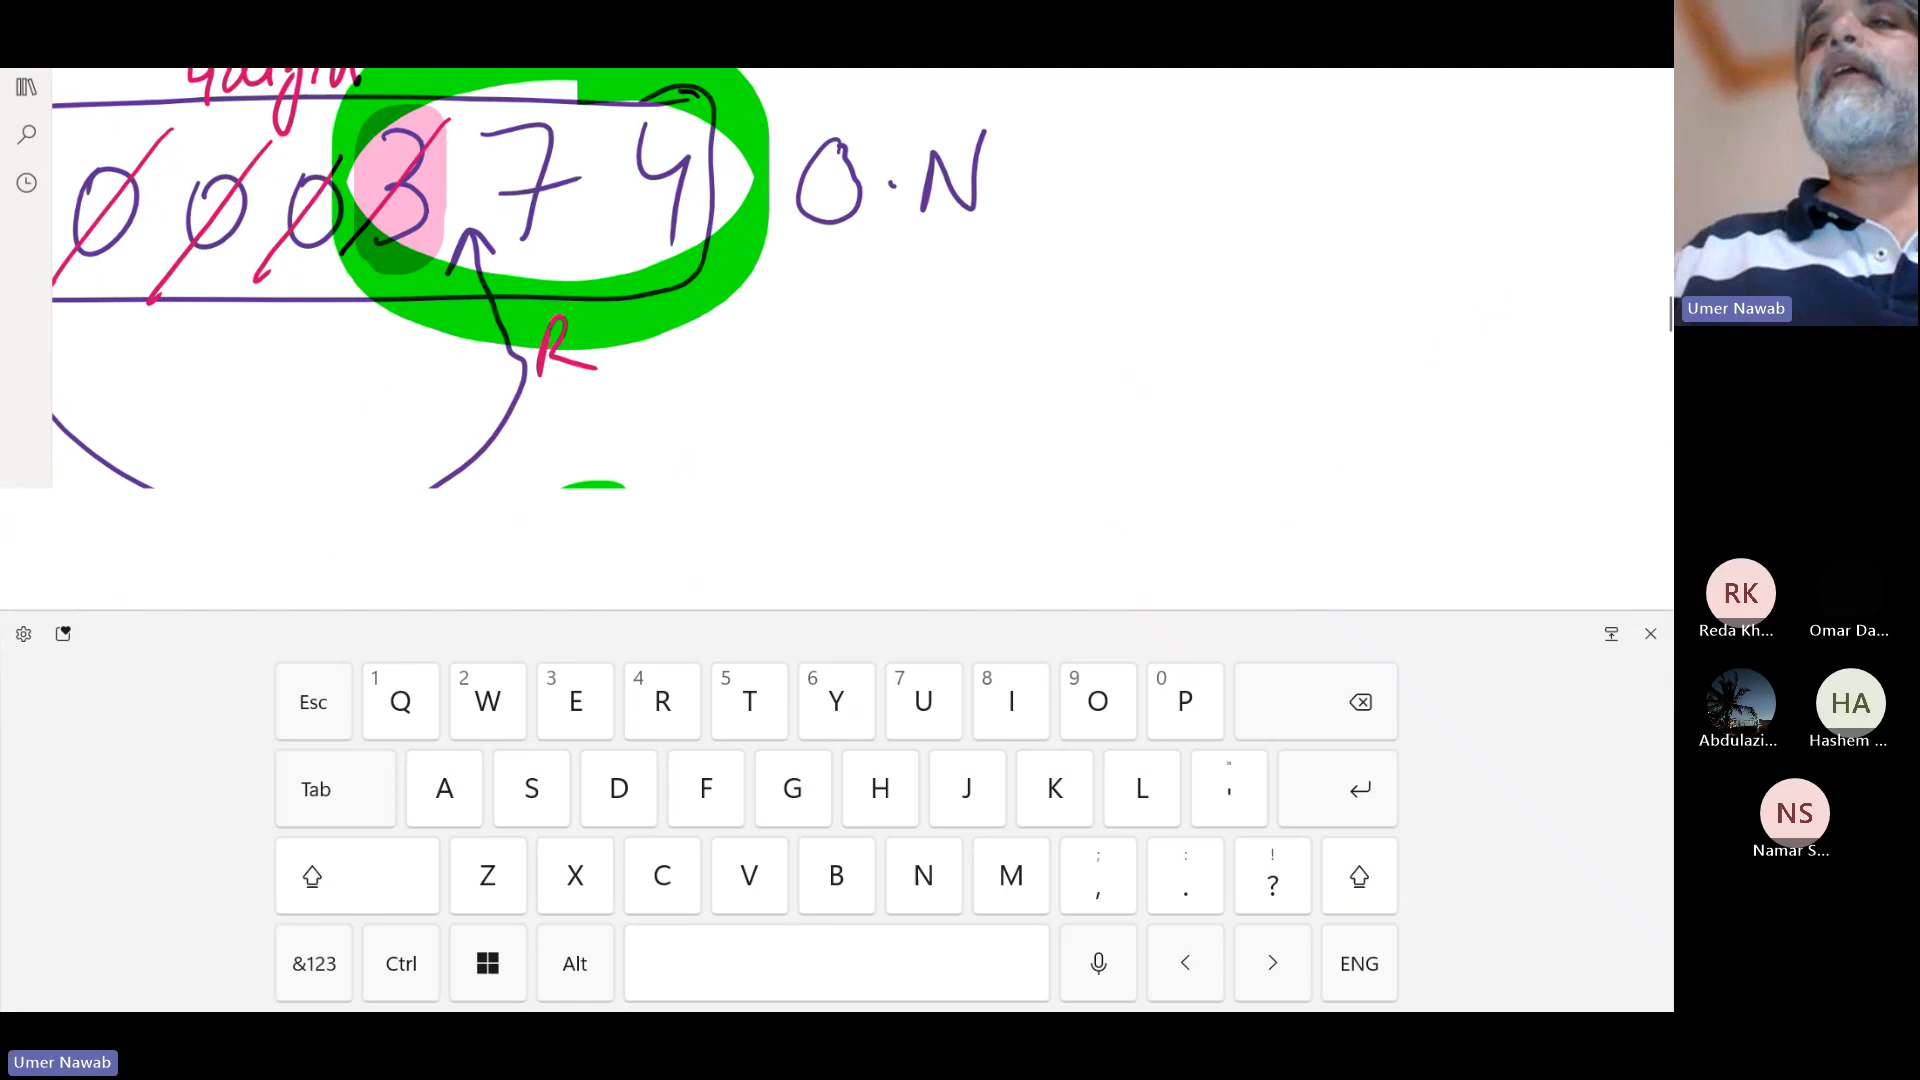 0 0 0 3 7 4 O.N
R
Umer Nawab
RK
Reda Kh... Omar Da...
HA
Abdulazi... Hashem ...
NS
Namar S...
Esc 1 Q 2 W 3 E 4 R 5 T 6 Y 7 U 8 I 9 O 0 P
Tab A S D F G H J K L " '
Z X C V B N M ; , : . ! ?
&123 Ctrl Alt < > ENG
Umer Nawab